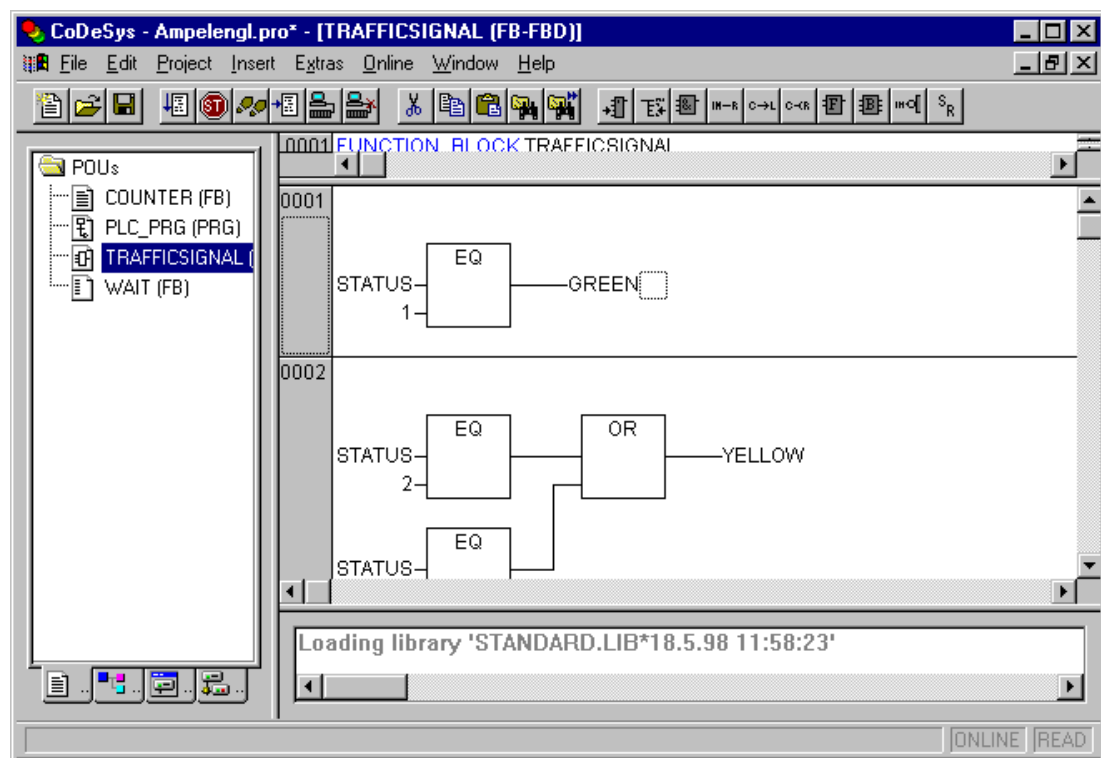 CoDeSys - Ampelengl.pro* - [TRAFFICSIGNAL (FB-FBD)]
File Edit Project Insert Extras Online Window Help
POUs
COUNTER (FB)
PLC_PRG (PRG)
TRAFFICSIGNAL (
WAIT (FB)
0001 FUNCTION_BLOCK TRAFFICSIGNAL
0001
EQ
STATUS
GREEN
1
0002
EQ
OR
STATUS
YELLOW
2
EQ
STATUS
Loading library 'STANDARD.LIB*18.5.98 11:58:23'
ONLINE READ